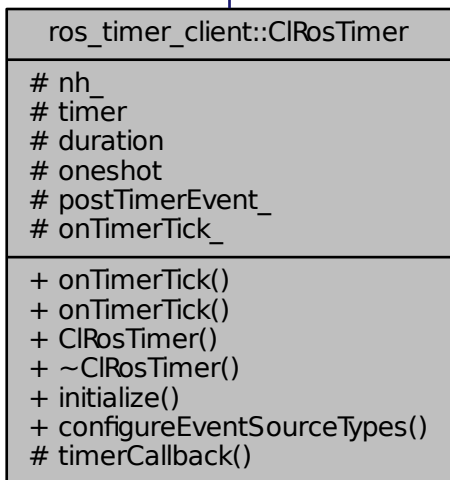 ros_timer_client::ClRosTimer
# nh_
# timer
# duration
# oneshot
# postTimerEvent_
# onTimerTick_
+ onTimerTick()
+ onTimerTick()
+ ClRosTimer()
+ ~ClRosTimer()
+ initialize()
+ configureEventSourceTypes()
# timerCallback()